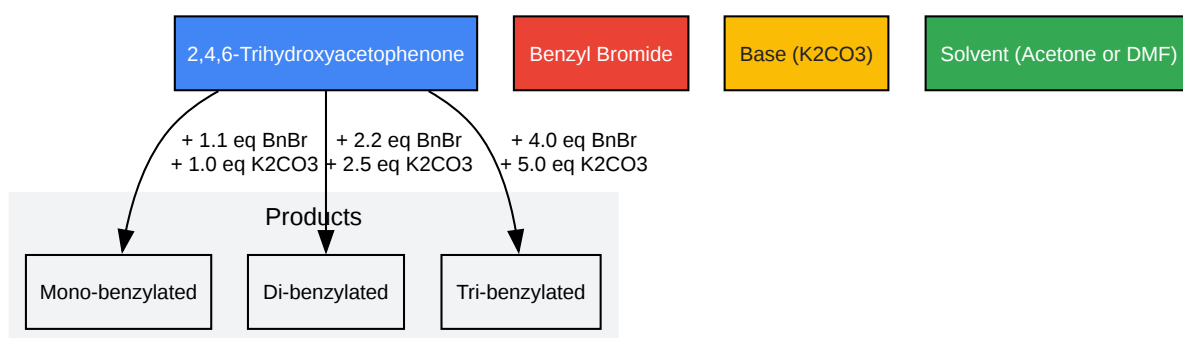 2,4,6-Trihydroxyacetophenone
Benzyl Bromide
Base (K2CO3)
Solvent (Acetone or DMF)
+ 1.1 eq BnBr
+ 1.0 eq K2CO3
+ 2.2 eq BnBr
+ 2.5 eq K2CO3
+ 4.0 eq BnBr
+ 5.0 eq K2CO3
Products
Mono-benzylated
Di-benzylated
Tri-benzylated